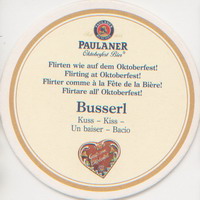 PAULANER
Oktoberfest Bier
Flirten wie auf dem Oktoberfest!
Flirting at Oktoberfest!
Flirter comme à la Fête de la Bière!
Flirtare all' Oktoberfest!
Busserl
Kuss – Kiss –
Un baiser – Bacio